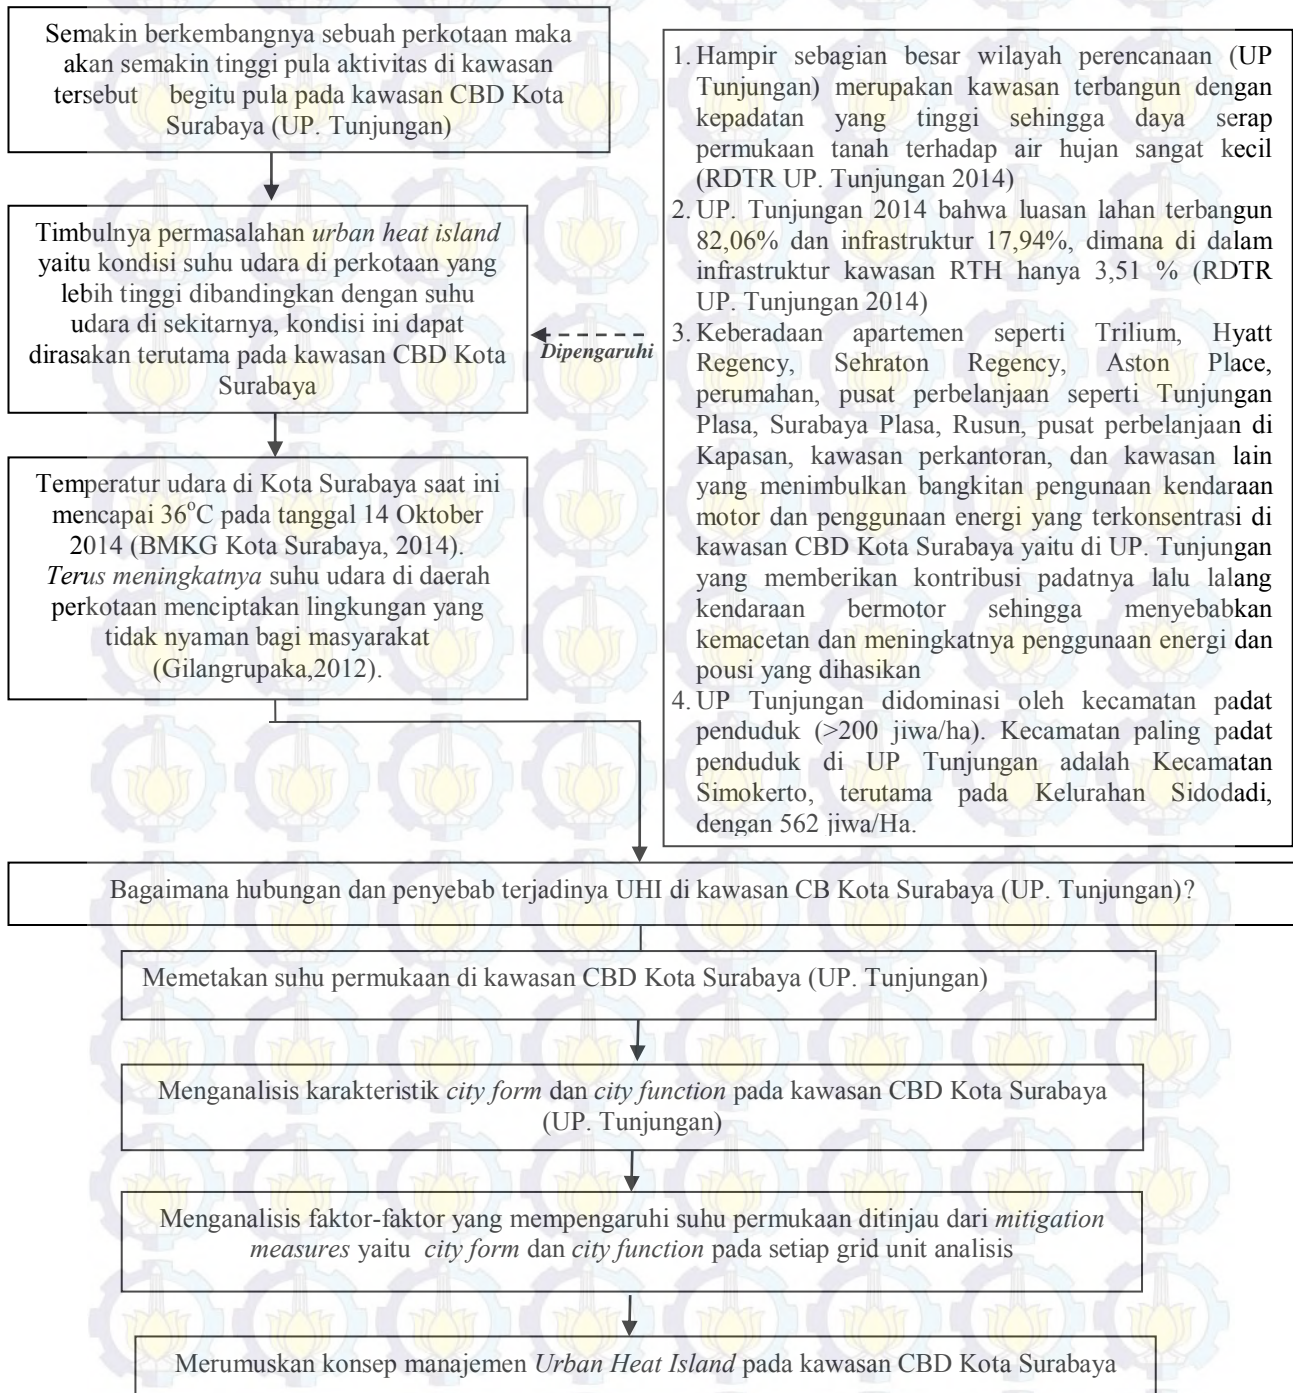 Semakin berkembangnya sebuah perkotaan maka
akan semakin tinggi pula aktivitas di kawasan
tersebut begitu pula pada kawasan CBD Kota
Surabaya (UP. Tunjungan)
Timbulnya permasalahan urban heat island
yaitu kondisi suhu udara di perkotaan yang
lebih tinggi dibandingkan dengan suhu
udara di sekitarnya, kondisi ini dapat
dirasakan terutama pada kawasan CBD Kota
Surabaya
Dipengaruhi
Temperatur udara di Kota Surabaya saat ini
mencapai 36°C pada tanggal 14 Oktober
2014 (BMKG Kota Surabaya, 2014).
Terus meningkatnya suhu udara di daerah
perkotaan menciptakan lingkungan yang
tidak nyaman bagi masyarakat
(Gilangrupaka,2012).
1. Hampir sebagian besar wilayah perencanaan (UP
Tunjungan) merupakan kawasan terbangun dengan
kepadatan yang tinggi sehingga daya serap
permukaan tanah terhadap air hujan sangat kecil
(RDTR UP. Tunjungan 2014)
2. UP. Tunjungan 2014 bahwa luasan lahan terbangun
82,06% dan infrastruktur 17,94%, dimana di dalam
infrastruktur kawasan RTH hanya 3,51 % (RDTR
UP. Tunjungan 2014)
3. Keberadaan apartemen seperti Trilium, Hyatt
Regency, Sehraton Regency, Aston Place,
perumahan, pusat perbelanjaan seperti Tunjungan
Plasa, Surabaya Plasa, Rusun, pusat perbelanjaan di
Kapasan, kawasan perkantoran, dan kawasan lain
yang menimbulkan bangkitan pengunaan kendaraan
motor dan penggunaan energi yang terkonsentrasi di
kawasan CBD Kota Surabaya yaitu di UP. Tunjungan
yang memberikan kontribusi padatnya lalu lalang
kendaraan bermotor sehingga menyebabkan
kemacetan dan meningkatnya penggunaan energi dan
pousi yang dihasikan
4. UP Tunjungan didominasi oleh kecamatan padat
penduduk (>200 jiwa/ha). Kecamatan paling padat
penduduk di UP Tunjungan adalah Kecamatan
Simokerto, terutama pada Kelurahan Sidodadi,
dengan 562 jiwa/Ha.
Bagaimana hubungan dan penyebab terjadinya UHI di kawasan CB Kota Surabaya (UP. Tunjungan)?
Memetakan suhu permukaan di kawasan CBD Kota Surabaya (UP. Tunjungan)
Menganalisis karakteristik city form dan city function pada kawasan CBD Kota Surabaya
(UP. Tunjungan)
Menganalisis faktor-faktor yang mempengaruhi suhu permukaan ditinjau dari mitigation
measures yaitu city form dan city function pada setiap grid unit analisis
Merumuskan konsep manajemen Urban Heat Island pada kawasan CBD Kota Surabaya